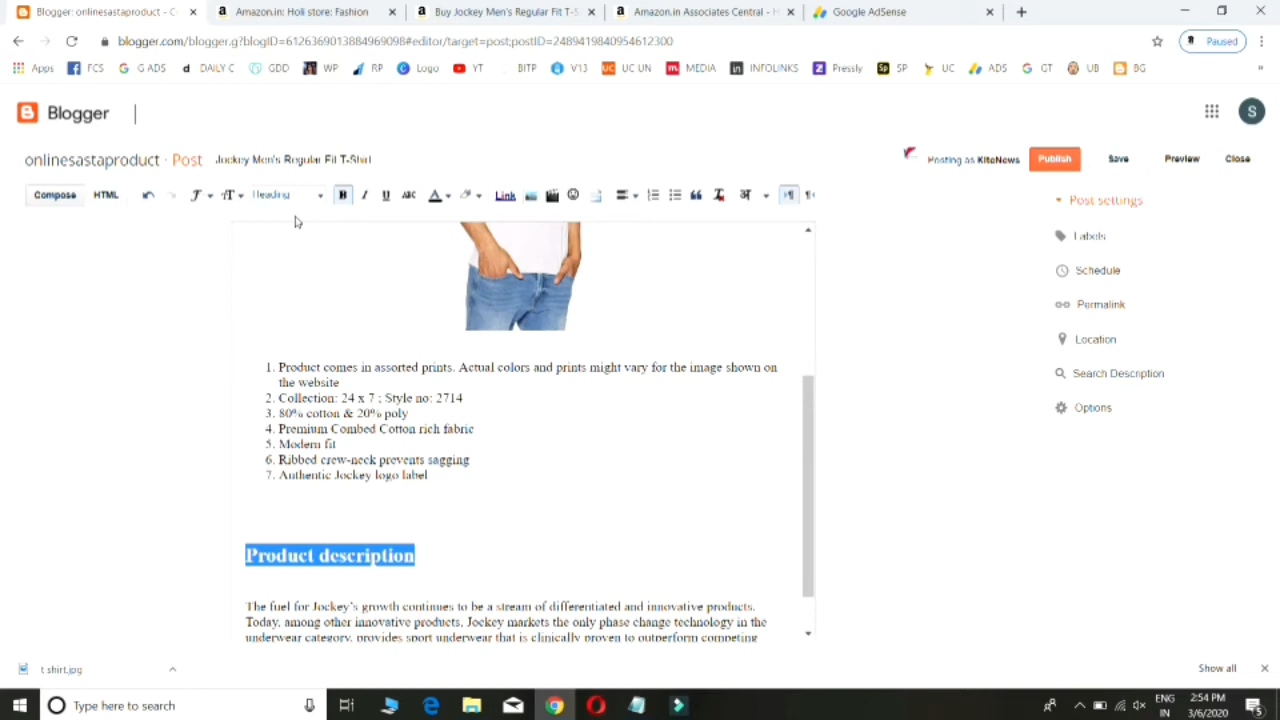 Blogger: onlinesastaproduct - C
Amazon.in: Holi store: Fashion
Buy Jockey Men's Regular Fit T-S
Amazon.in Associates Central - H
Google AdSense
blogger.com/blogger.g?blogID=6126369013884969098#editor/target=post;postID=2489419840954612300
Paused
Apps FCS G ADS DAILY C GDD WP RP Logo YT BITP V13 UC UN MEDIA INFOLINKS Pressly SP UC ADS GT UB BG »
Blogger
S
onlinesastaproduct · Post Jockey Men's Regular Fit T-Shirt
Posting as KiteNews Publish Save Preview Close
Compose HTML Heading B I U ABC A Link अ
Post settings
Labels
Schedule
Permalink
Location
Search Description
Options
1. Product comes in assorted prints. Actual colors and prints might vary for the image shown on
the website
2. Collection: 24 x 7 ; Style no: 2714
3. 80% cotton & 20% poly
4. Premium Combed Cotton rich fabric
5. Modern fit
6. Ribbed crew-neck prevents sagging
7. Authentic Jockey logo label
Product description
The fuel for Jockey's growth continues to be a stream of differentiated and innovative products.
Today, among other innovative products, Jockey markets the only phase change technology in the
underwear category, provides sport underwear that is clinically proven to outperform competing
t shirt.jpg
Show all
Type here to search
ENG
IN
2:54 PM
3/6/2020
5